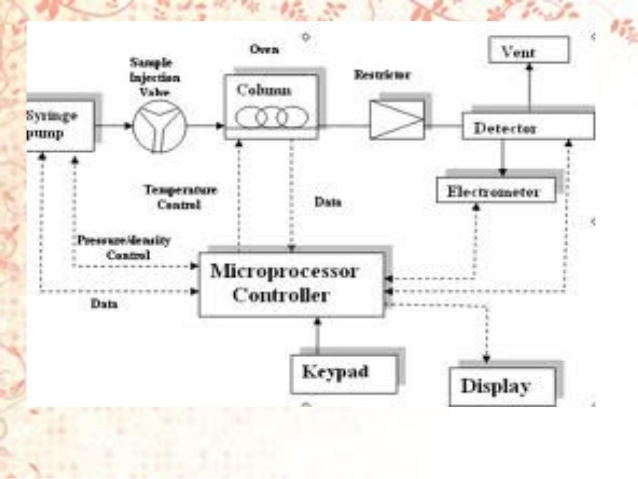 Oven
Vent
Sample
Injection
Valve
Restrictor
Column
Syringe
pump
Detector
Temperature
Control
Data
Electrometer
Pressure/density
Control
Microprocessor
Controller
Data
Keypad
Display